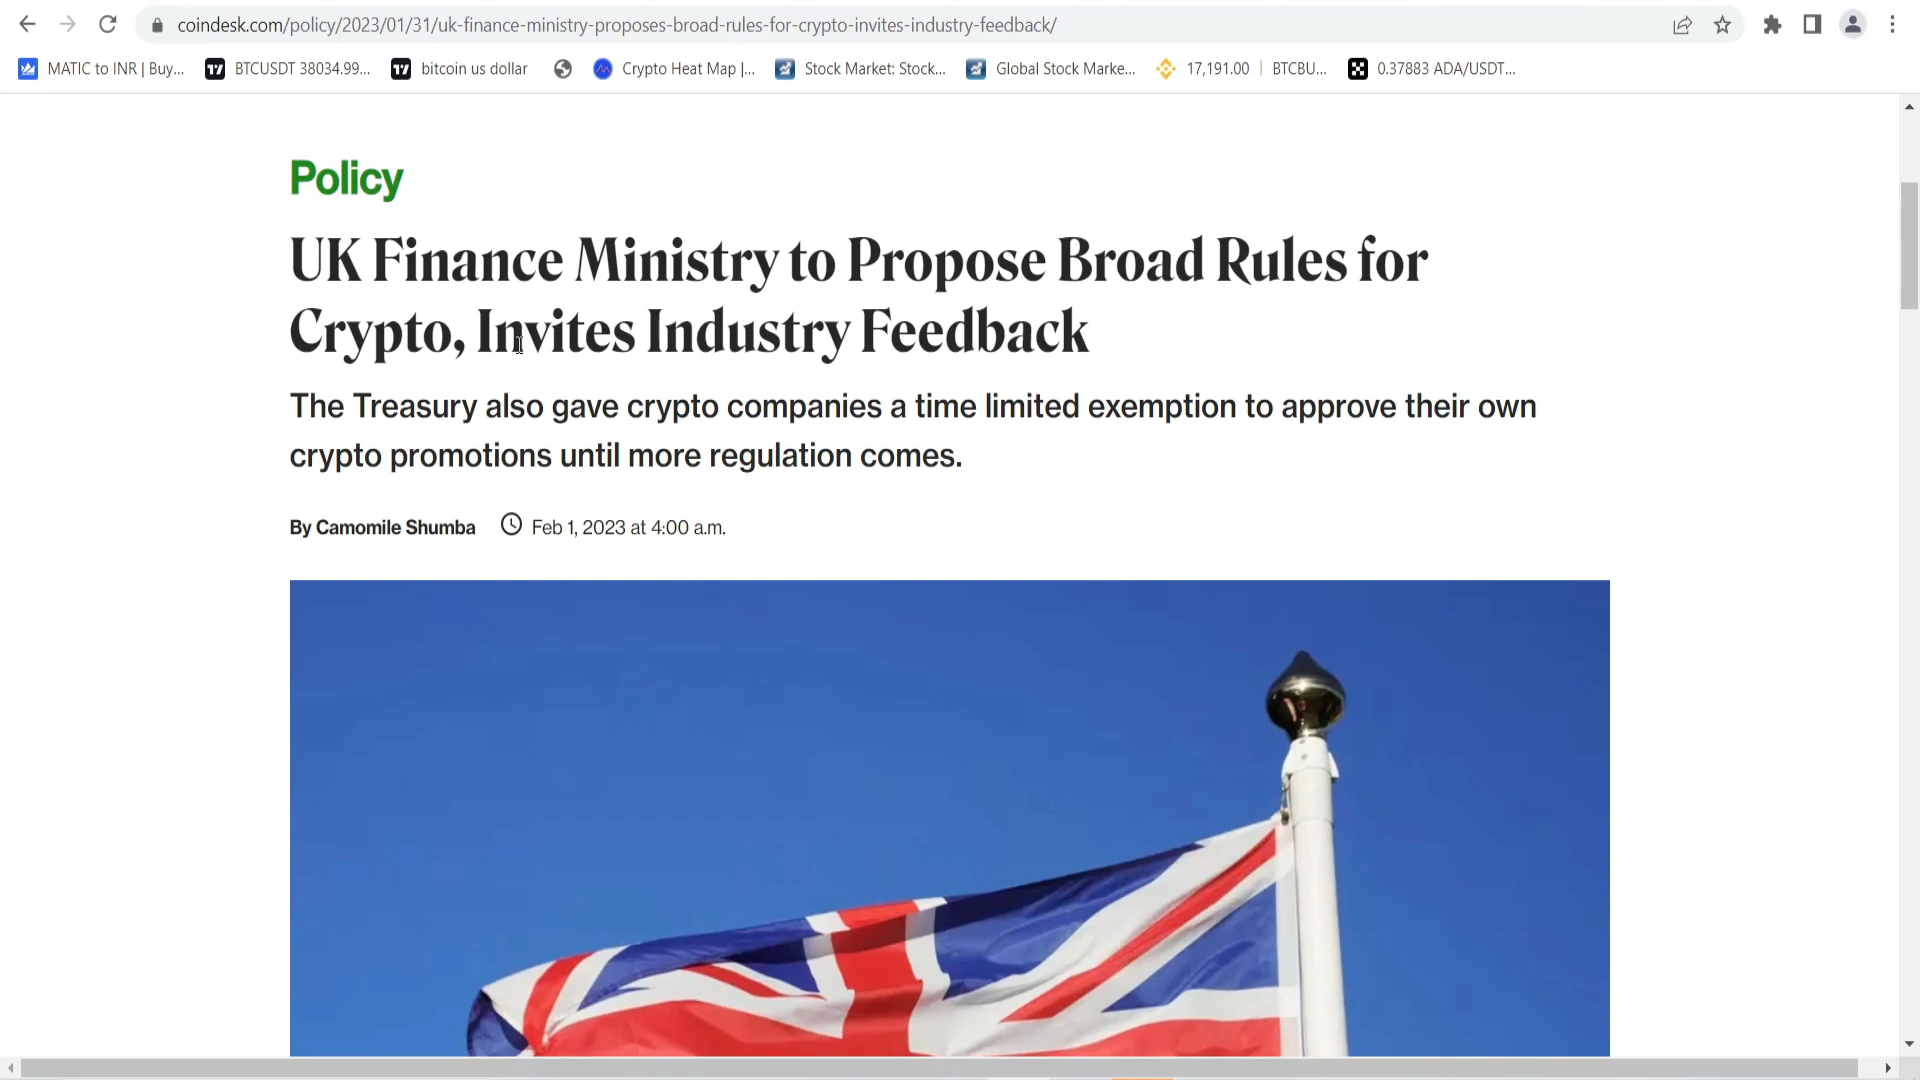 coindesk.com/policy/2023/01/31/uk-finance-ministry-proposes-broad-rules-for-crypto-invites-industry-feedback/
MATIC to INR | Buy... BTCUSDT 38034.99... bitcoin us dollar Crypto Heat Map |... Stock Market: Stock... Global Stock Marke... 17,191.00 | BTCBU... 0.37883 ADA/USDT...
Policy
UK Finance Ministry to Propose Broad Rules for
Crypto, Invites Industry Feedback
The Treasury also gave crypto companies a time limited exemption to approve their own
crypto promotions until more regulation comes.
By Camomile Shumba Feb 1, 2023 at 4:00 a.m.